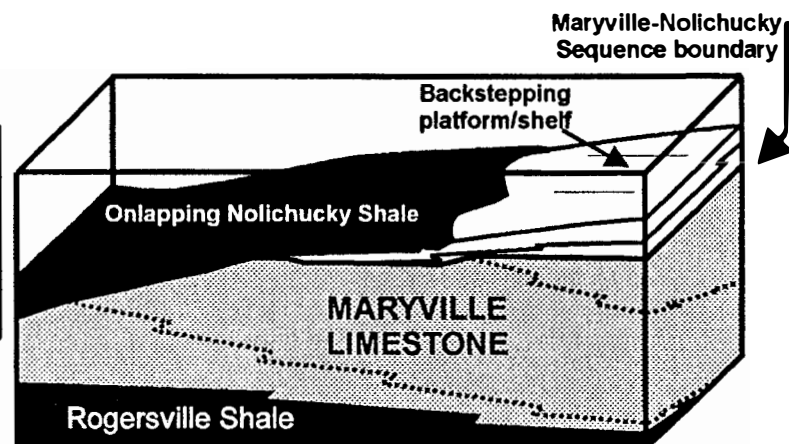 Maryville-Nolichucky
Sequence boundary
Backstepping
platform/shelf
Onlapping Nolichucky Shale
MARYVILLE
LIMESTONE
Rogersville Shale